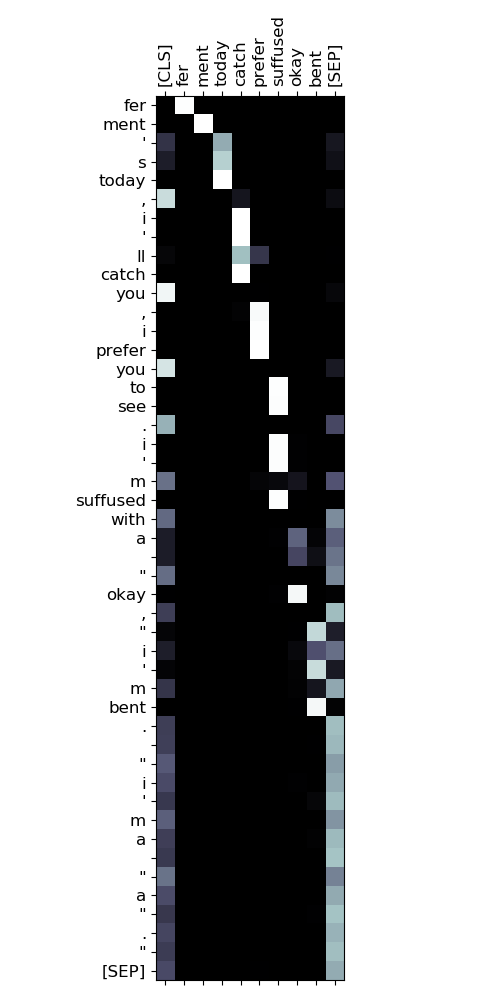 [CLS]
fer
ment
today
catch
prefer
suffused
okay
bent
[SEP]
fer
ment
'
s
today
,
i
'
ll
catch
you
,
i
prefer
you
to
see
.
i
'
m
suffused
with
a
"
okay
,
"
i
'
m
bent
.
"
i
'
m
a
"
a
"
.
"
[SEP]